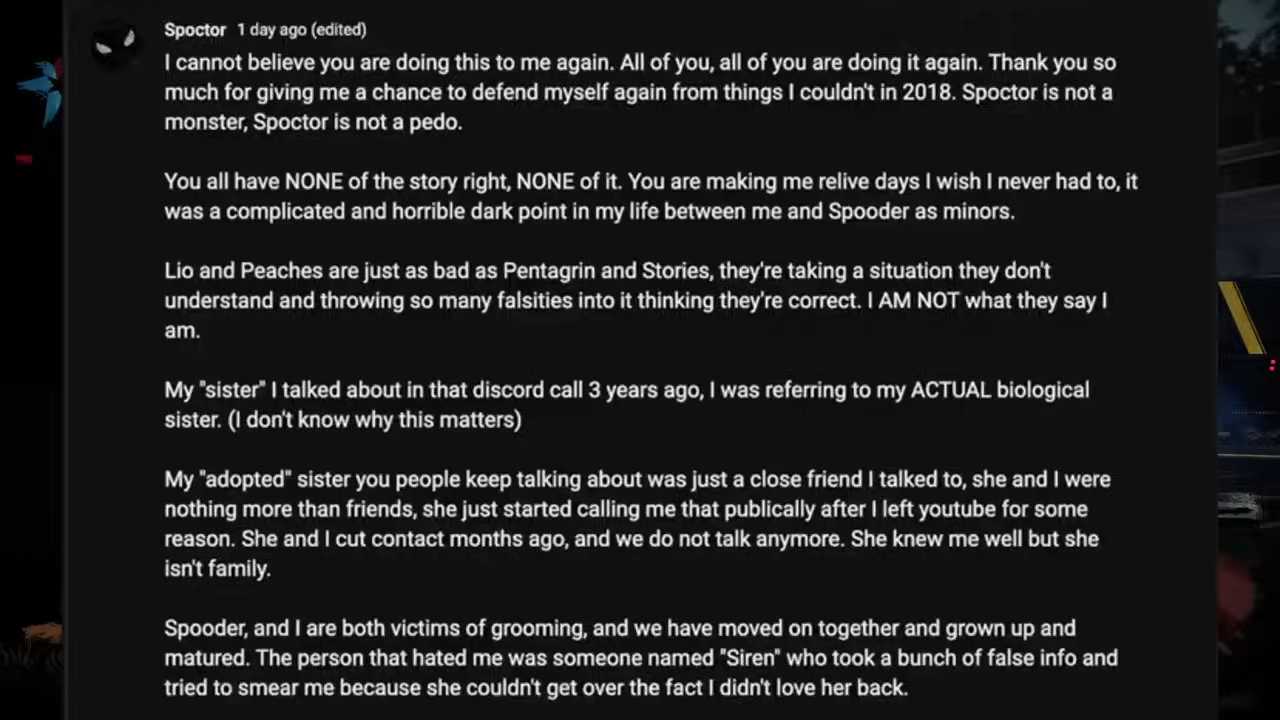 Spoctor 1 day ago (edited)
I cannot believe you are doing this to me again. All of you, all of you are doing it again. Thank you so
much for giving me a chance to defend myself again from things I couldn't in 2018. Spoctor is not a
monster, Spoctor is not a pedo.
You all have NONE of the story right, NONE of it. You are making me relive days I wish I never had to, it
was a complicated and horrible dark point in my life between me and Spooder as minors.
Lio and Peaches are just as bad as Pentagrin and Stories, they're taking a situation they don't
understand and throwing so many falsities into it thinking they're correct. I AM NOT what they say I
am.
My "sister" I talked about in that discord call 3 years ago, I was referring to my ACTUAL biological
sister. (I don't know why this matters)
My "adopted" sister you people keep talking about was just a close friend I talked to, she and I were
nothing more than friends, she just started calling me that publically after I left youtube for some
reason. She and I cut contact months ago, and we do not talk anymore. She knew me well but she
isn't family.
Spooder, and I are both victims of grooming, and we have moved on together and grown up and
matured. The person that hated me was someone named "Siren" who took a bunch of false info and
tried to smear me because she couldn't get over the fact I didn't love her back.